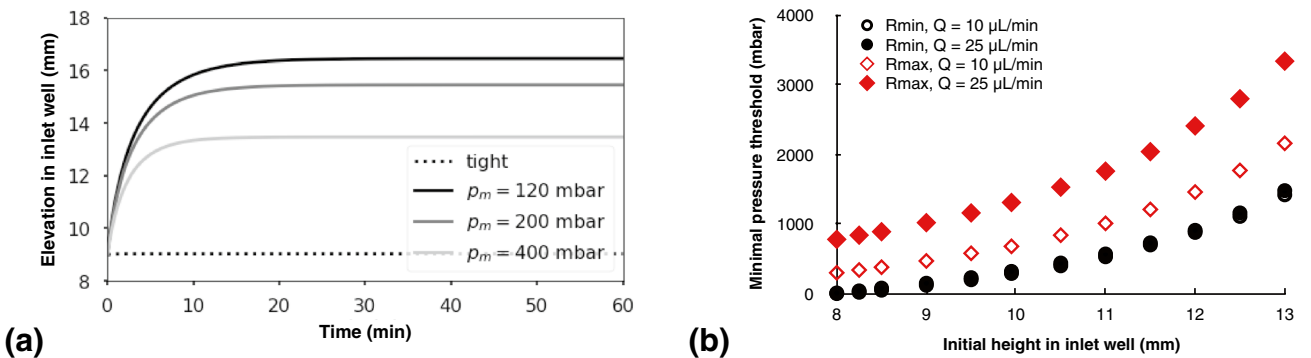 18
16
14
12
10
8
Elevation in inlet well (mm)
tight
pm = 120 mbar
pm = 200 mbar
pm = 400 mbar
0 10 20 30 40 50 60
Time (min)
(a)
4000
3000
2000
1000
0
Minimal pressure threshold (mbar)
Rmin, Q = 10 µL/min
Rmin, Q = 25 µL/min
Rmax, Q = 10 µL/min
Rmax, Q = 25 µL/min
8 9 10 11 12 13
Initial height in inlet well (mm)
(b)